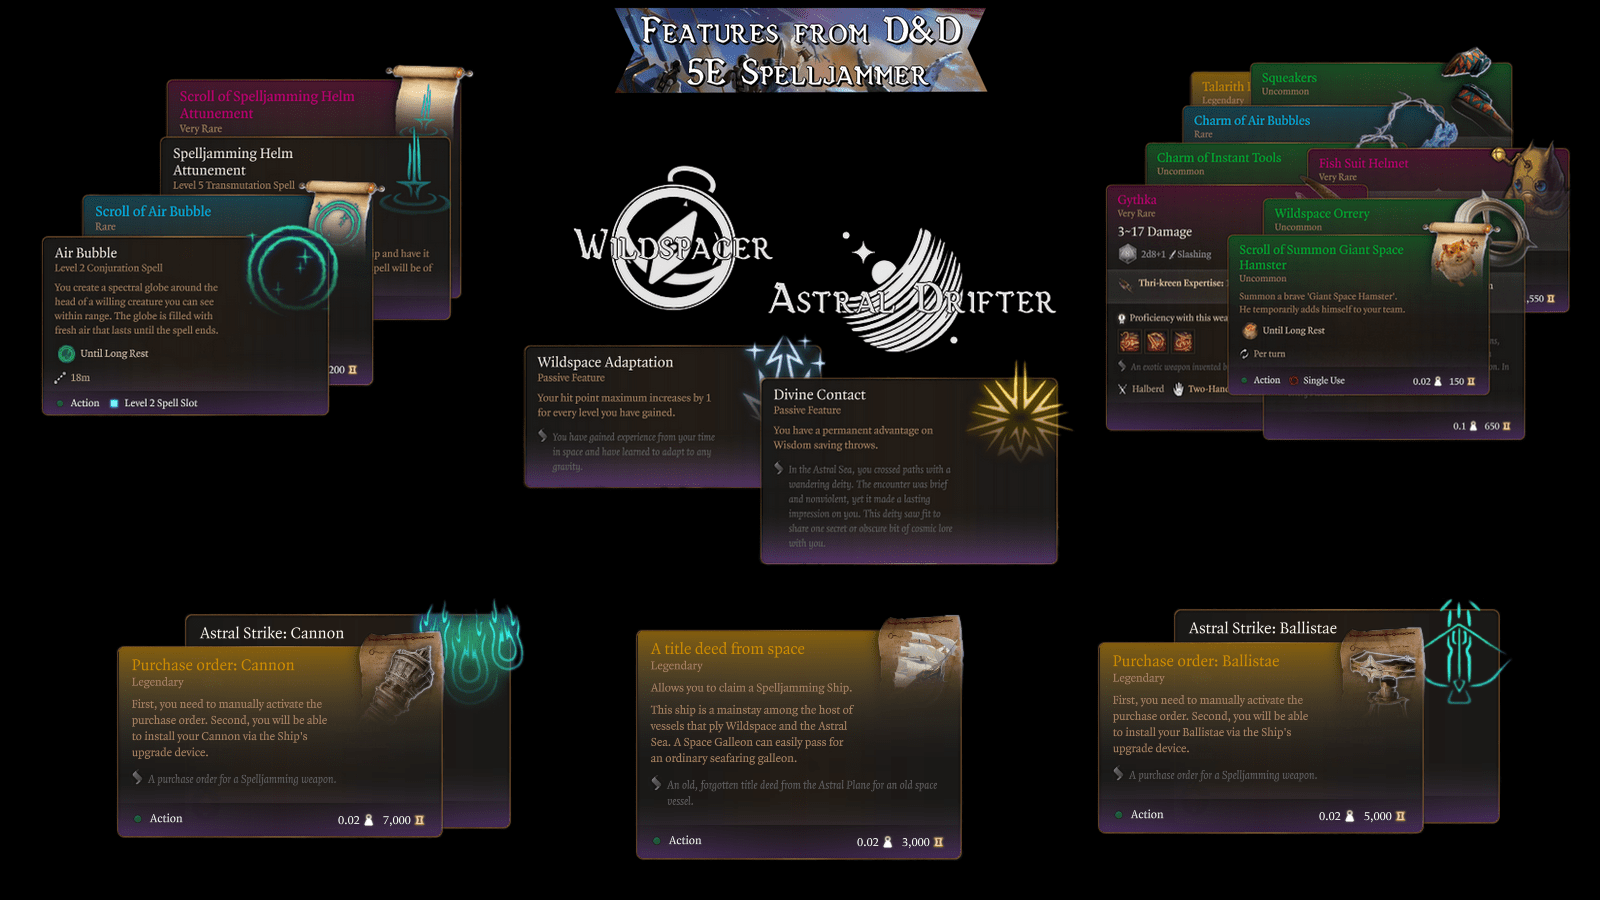 Features from D&D
5E Spelljammer
Scroll of Spelljamming Helm
Attunement
Very Rare
Spelljamming Helm
Attunement
Level 5 Transmutation Spell
p and have it
pell will be of
Scroll of Air Bubble
Rare
200
Air Bubble
Level 2 Conjuration Spell
You create a spectral globe around the
head of a willing creature you can see
within range. The globe is filled with
fresh air that lasts until the spell ends.
Until Long Rest
18m
Action Level 2 Spell Slot
Wildspacer
Astral Drifter
Wildspace Adaptation
Passive Feature
Your hit point maximum increases by 1
for every level you have gained.
You have gained experience from your time
in space and have learned to adapt to any
gravity.
Divine Contact
Passive Feature
You have a permanent advantage on
Wisdom saving throws.
In the Astral Sea, you crossed paths with a
wandering deity. The encounter was brief
and nonviolent, yet it made a lasting
impression on you. This deity saw fit to
share one secret or obscure bit of cosmic lore
with you.
Talarith
Legendary
Squeakers
Uncommon
Charm of Air Bubbles
Rare
Charm of Instant Tools
Uncommon
Fish Suit Helmet
Very Rare
,550
Gythka
Very Rare
3~17 Damage
2d8+1 Slashing
Thri-kreen Expertise:
Proficiency with this wea
An exotic weapon invented b
Halberd Two-Hand
Wildspace Orrery
Uncommon
0.1 650
Scroll of Summon Giant Space
Hamster
Uncommon
Summon a brave 'Giant Space Hamster'.
He temporarily adds himself to your team.
Until Long Rest
Per turn
Action Single Use 0.02 150
Astral Strike: Cannon
Purchase order: Cannon
Legendary
First, you need to manually activate the
purchase order. Second, you will be able
to install your Cannon via the Ship's
upgrade device.
A purchase order for a Spelljamming weapon.
Action 0.02 7,000
A title deed from space
Legendary
Allows you to claim a Spelljamming Ship.
This ship is a mainstay among the host of
vessels that ply Wildspace and the Astral
Sea. A Space Galleon can easily pass for
an ordinary seafaring galleon.
An old, forgotten title deed from the Astral Plane for an old space
vessel.
Action 0.02 3,000
Astral Strike: Ballistae
Purchase order: Ballistae
Legendary
First, you need to manually activate the
purchase order. Second, you will be able
to install your Ballistae via the Ship's
upgrade device.
A purchase order for a Spelljamming weapon.
Action 0.02 5,000